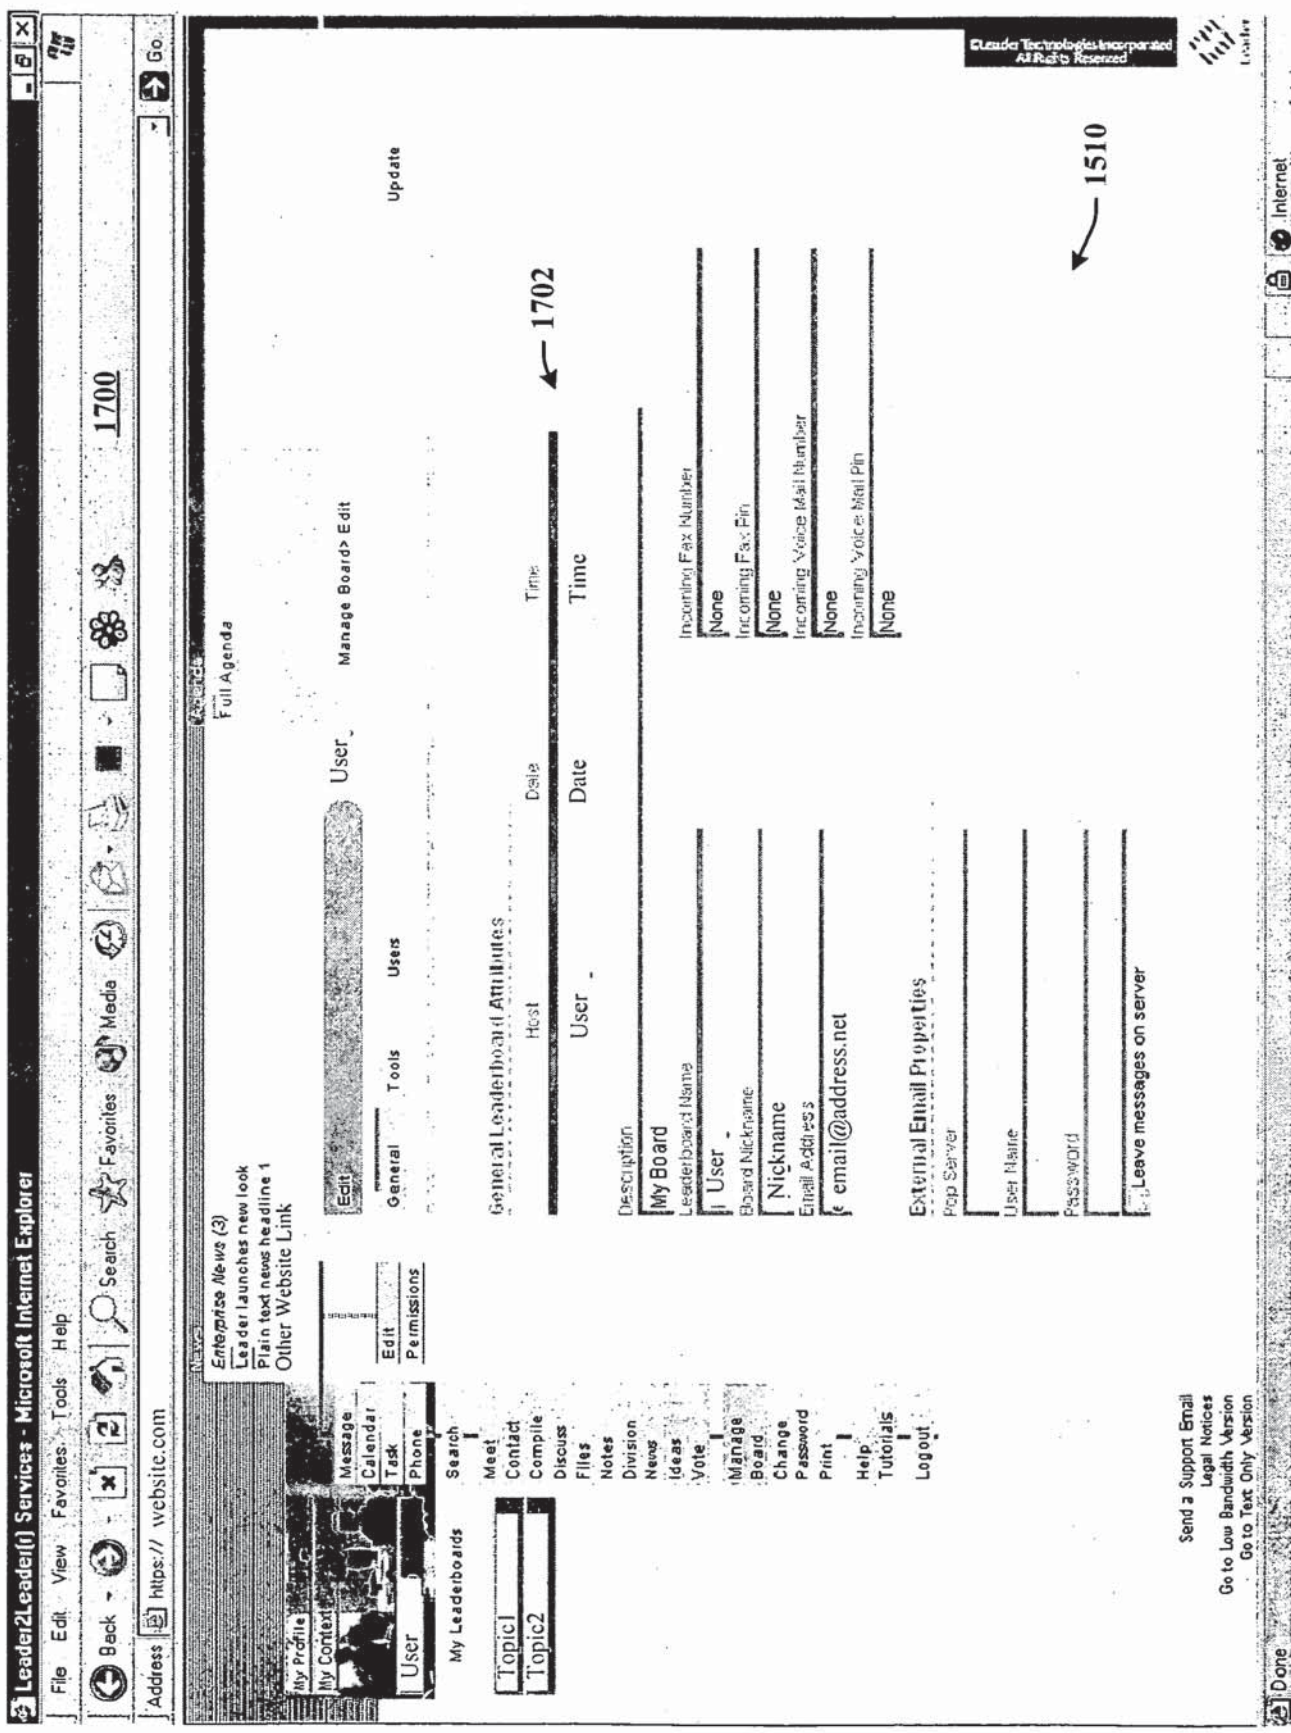 Leader2Leader(r) Services - Microsoft Internet Explorer
File Edit View Favorites Tools Help
Back Search Favorites Media
1700
Address https:// website.com Go
News Agenda
Enterprise News (3)
Leader launches new look
Plain text news headline 1
Other Website Link
Full Agenda
My Profile
My Context
User
Message
Calendar
Task
Phone
Edit
Permissions
Edit User Manage Board> Edit
General Tools Users Update
My Leaderboards
Topic1
Topic2
Search
Meet
Contact
Compile
Discuss
Files
Notes
Division
News
Ideas
Vote
Manage
Board
Change
Password
Print
Help
Tutorials
Logout
General Leaderboard Attributes
Host Date Time
1702
User Date Time
Description
My Board
Leaderboard Name
User
Board Nickname
Nickname
Email Address
email@address.net
Incoming Fax Number
None
Incoming Fax Pin
None
Incoming Voice Mail Number
None
Incoming Voice Mail Pin
None
External Email Properties
Pop Server
User Name
Password
Leave messages on server
1510
Send a Support Email
Legal Notices
Go to Low Bandwidth Version
Go to Text Only Version
©Leader Technologies Incorporated
All Rights Reserved
Leader
Done Internet